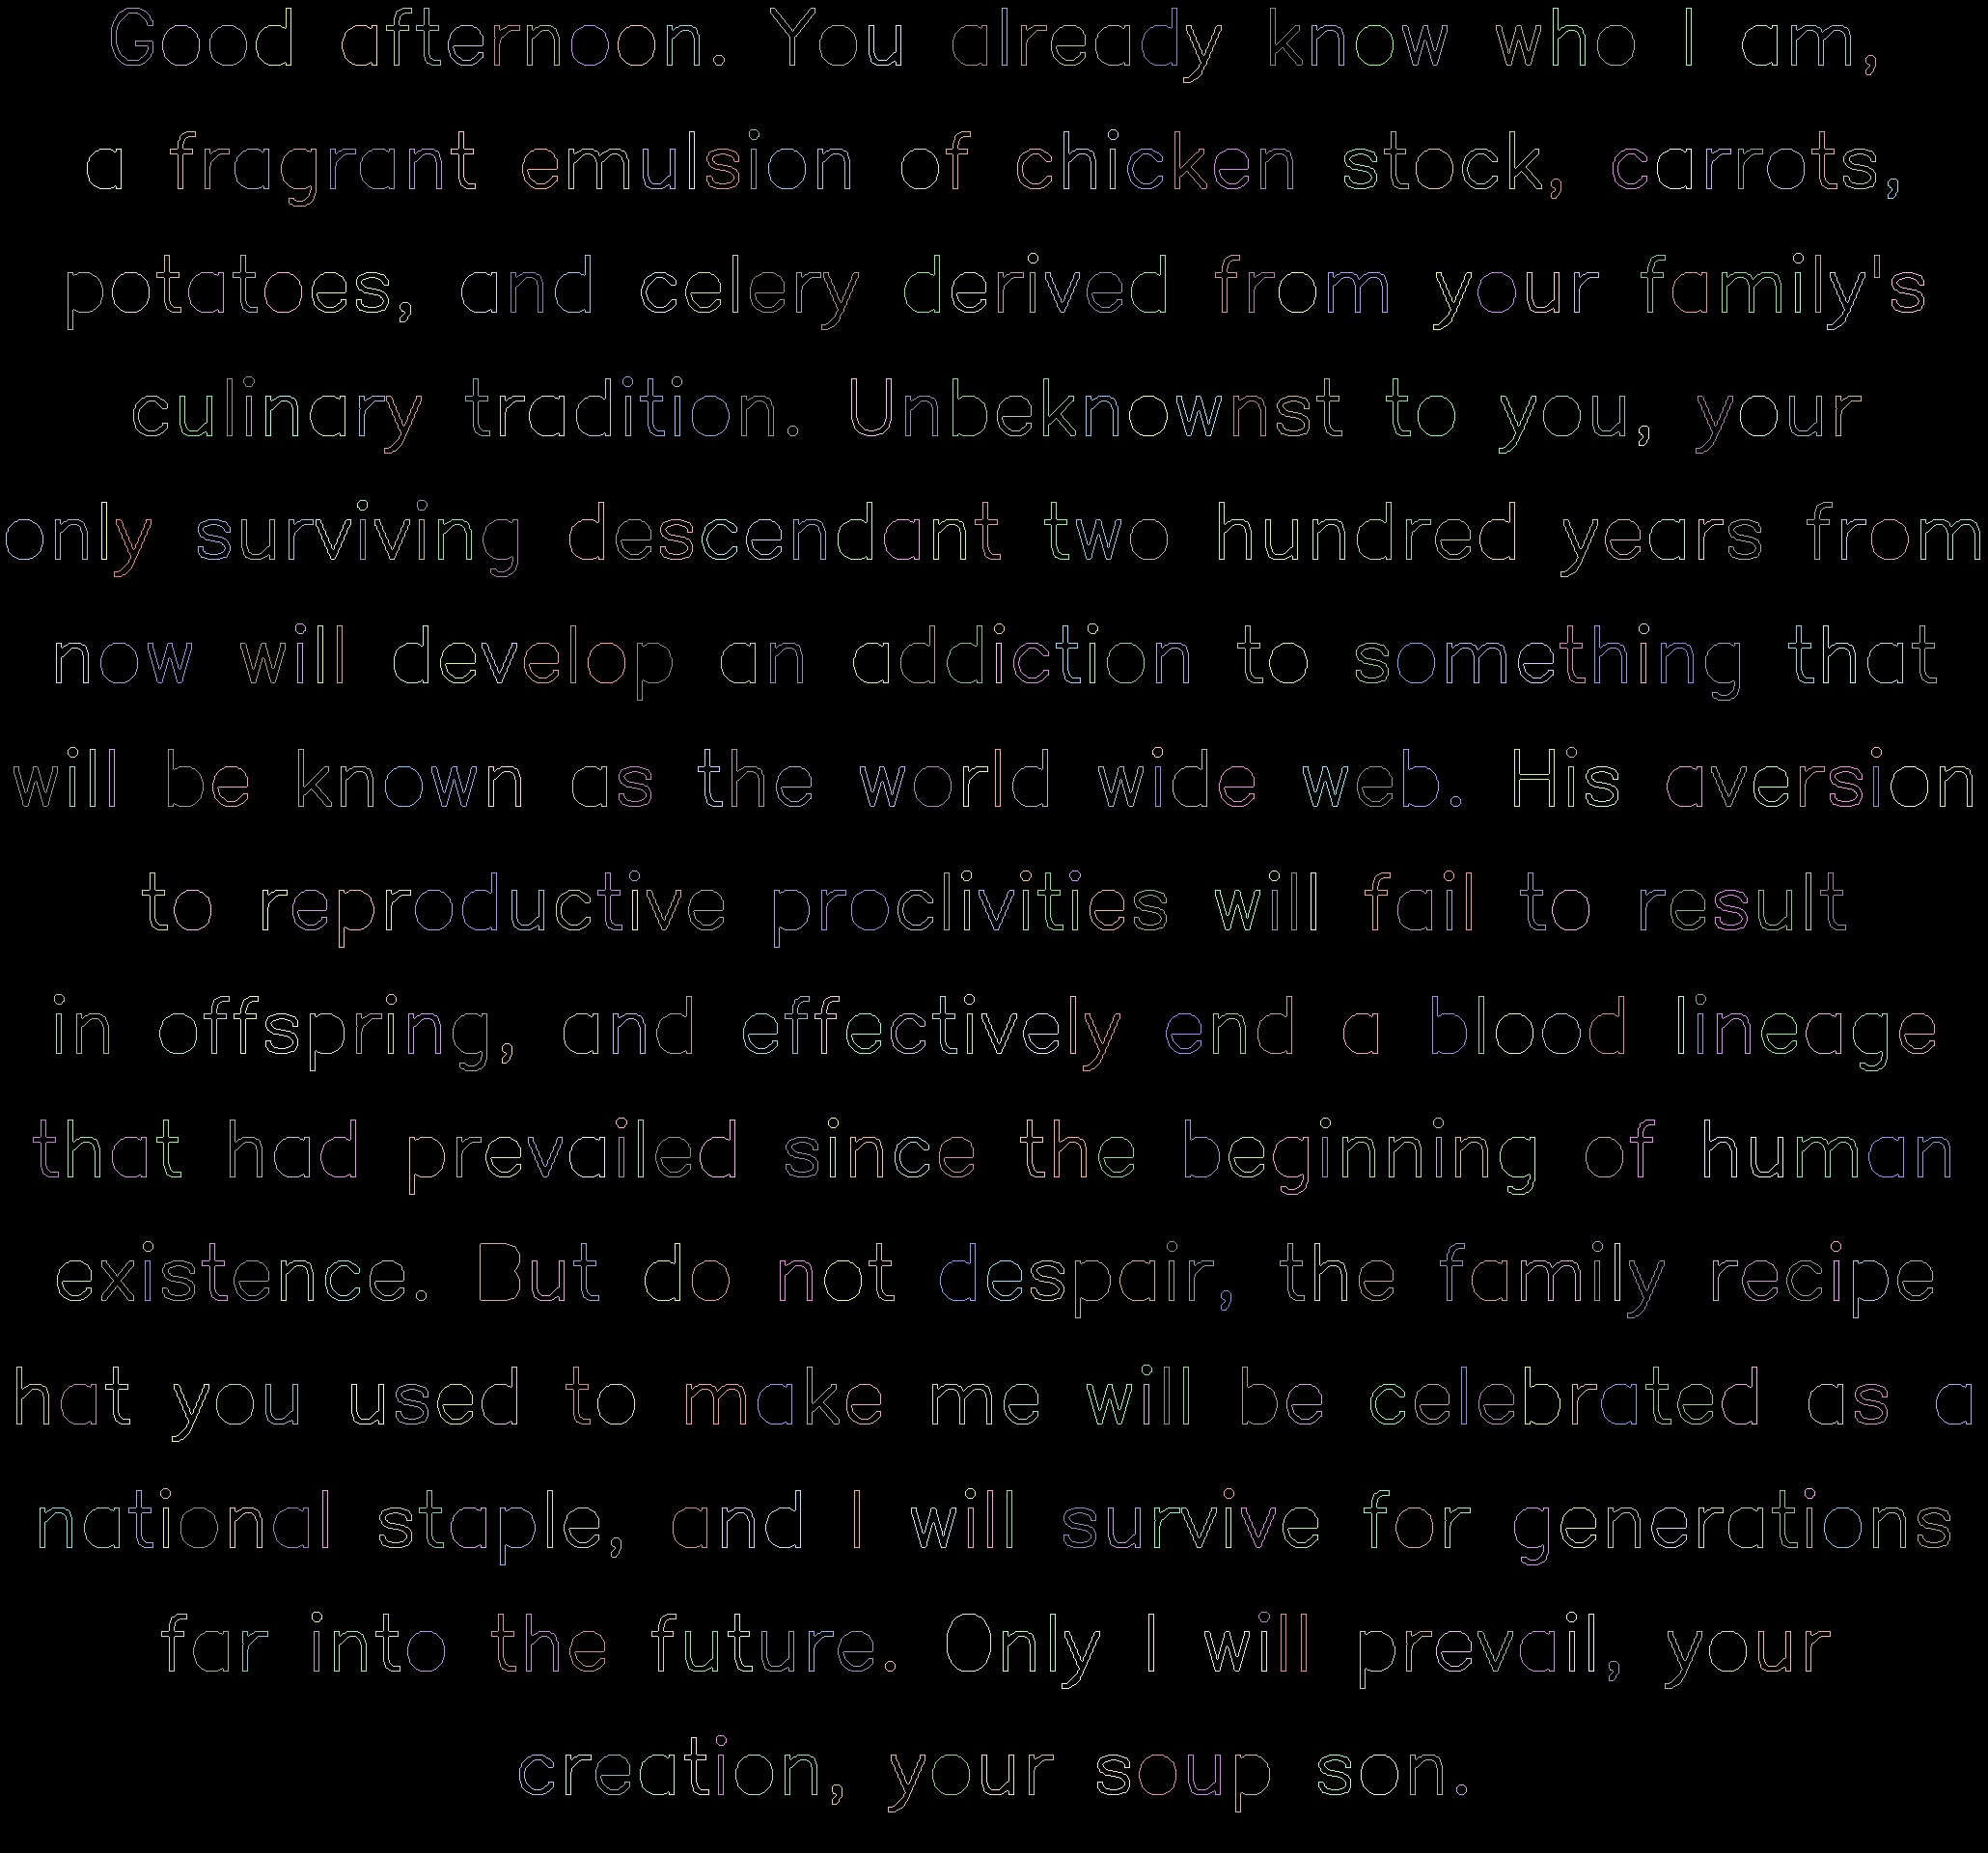 Good afternoon. You already know who I am,
a fragrant emulsion of chicken stock, carrots,
potatoes, and celery derived from your family's
culinary tradition. Unbeknownst to you, your
only surviving descendant two hundred years from
now will develop an addiction to something that
will be known as the world wide web. His aversion
to reproductive proclivities will fail to result
in offspring, and effectively end a blood lineage
that had prevailed since the beginning of human
existence. But do not despair, the family recipe
hat you used to make me will be celebrated as a
national staple, and I will survive for generations
far into the future. Only I will prevail, your
creation, your soup son.